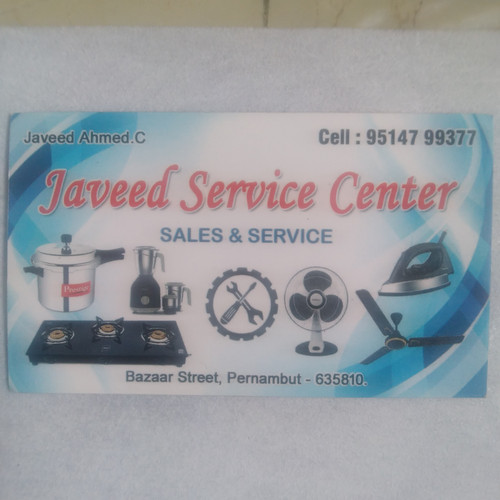 Javeed Ahmed.C
Cell : 95147 99377
Javeed Service Center
SALES & SERVICE
Prestige
Bazaar Street, Pernambut - 635810.